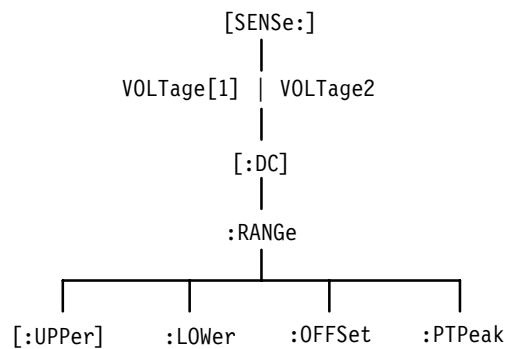 [SENSe:]
VOLTage[1] | VOLTage2
[:DC]
:RANGe
[:UPPer] :LOWer :OFFSet :PTPeak